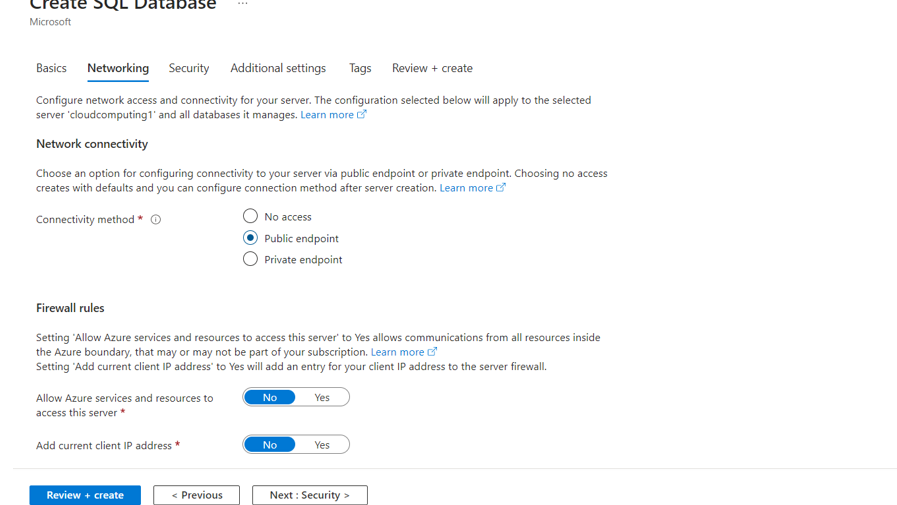 Create SQL Database ...
Microsoft
Basics Networking Security Additional settings Tags Review + create
Configure network access and connectivity for your server. The configuration selected below will apply to the selected
server 'cloudcomputing1' and all databases it manages. Learn more
Network connectivity
Choose an option for configuring connectivity to your server via public endpoint or private endpoint. Choosing no access
creates with defaults and you can configure connection method after server creation. Learn more
Connectivity method *
No access
Public endpoint
Private endpoint
Firewall rules
Setting 'Allow Azure services and resources to access this server' to Yes allows communications from all resources inside
the Azure boundary, that may or may not be part of your subscription. Learn more
Setting 'Add current client IP address' to Yes will add an entry for your client IP address to the server firewall.
Allow Azure services and resources to
access this server *
No Yes
Add current client IP address *
No Yes
Review + create < Previous Next : Security >